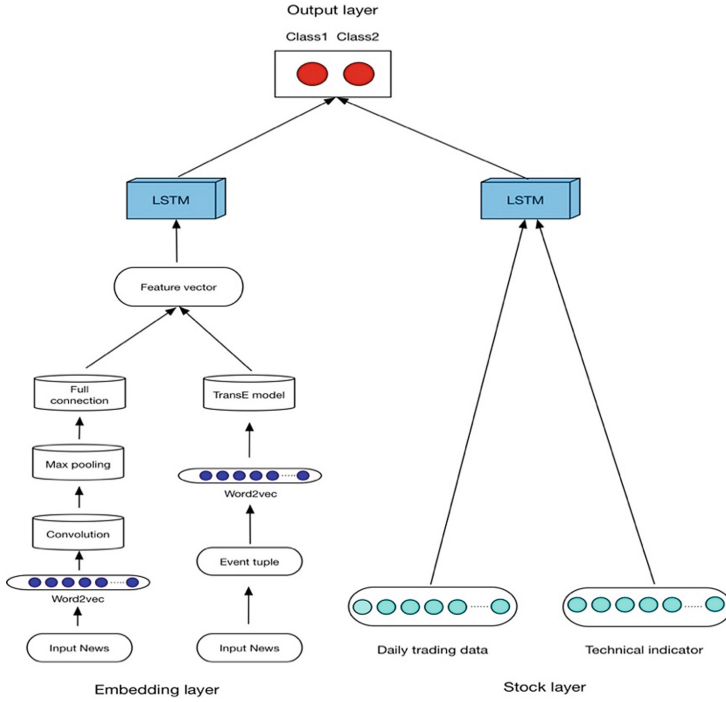 Output layer
Class1 Class2
LSTM
LSTM
Feature vector
Full
connection
TransE model
Max pooling
Word2vec
Convolution
Event tuple
Word2vec
Input News
Input News
Daily trading data
Technical indicator
Embedding layer
Stock layer